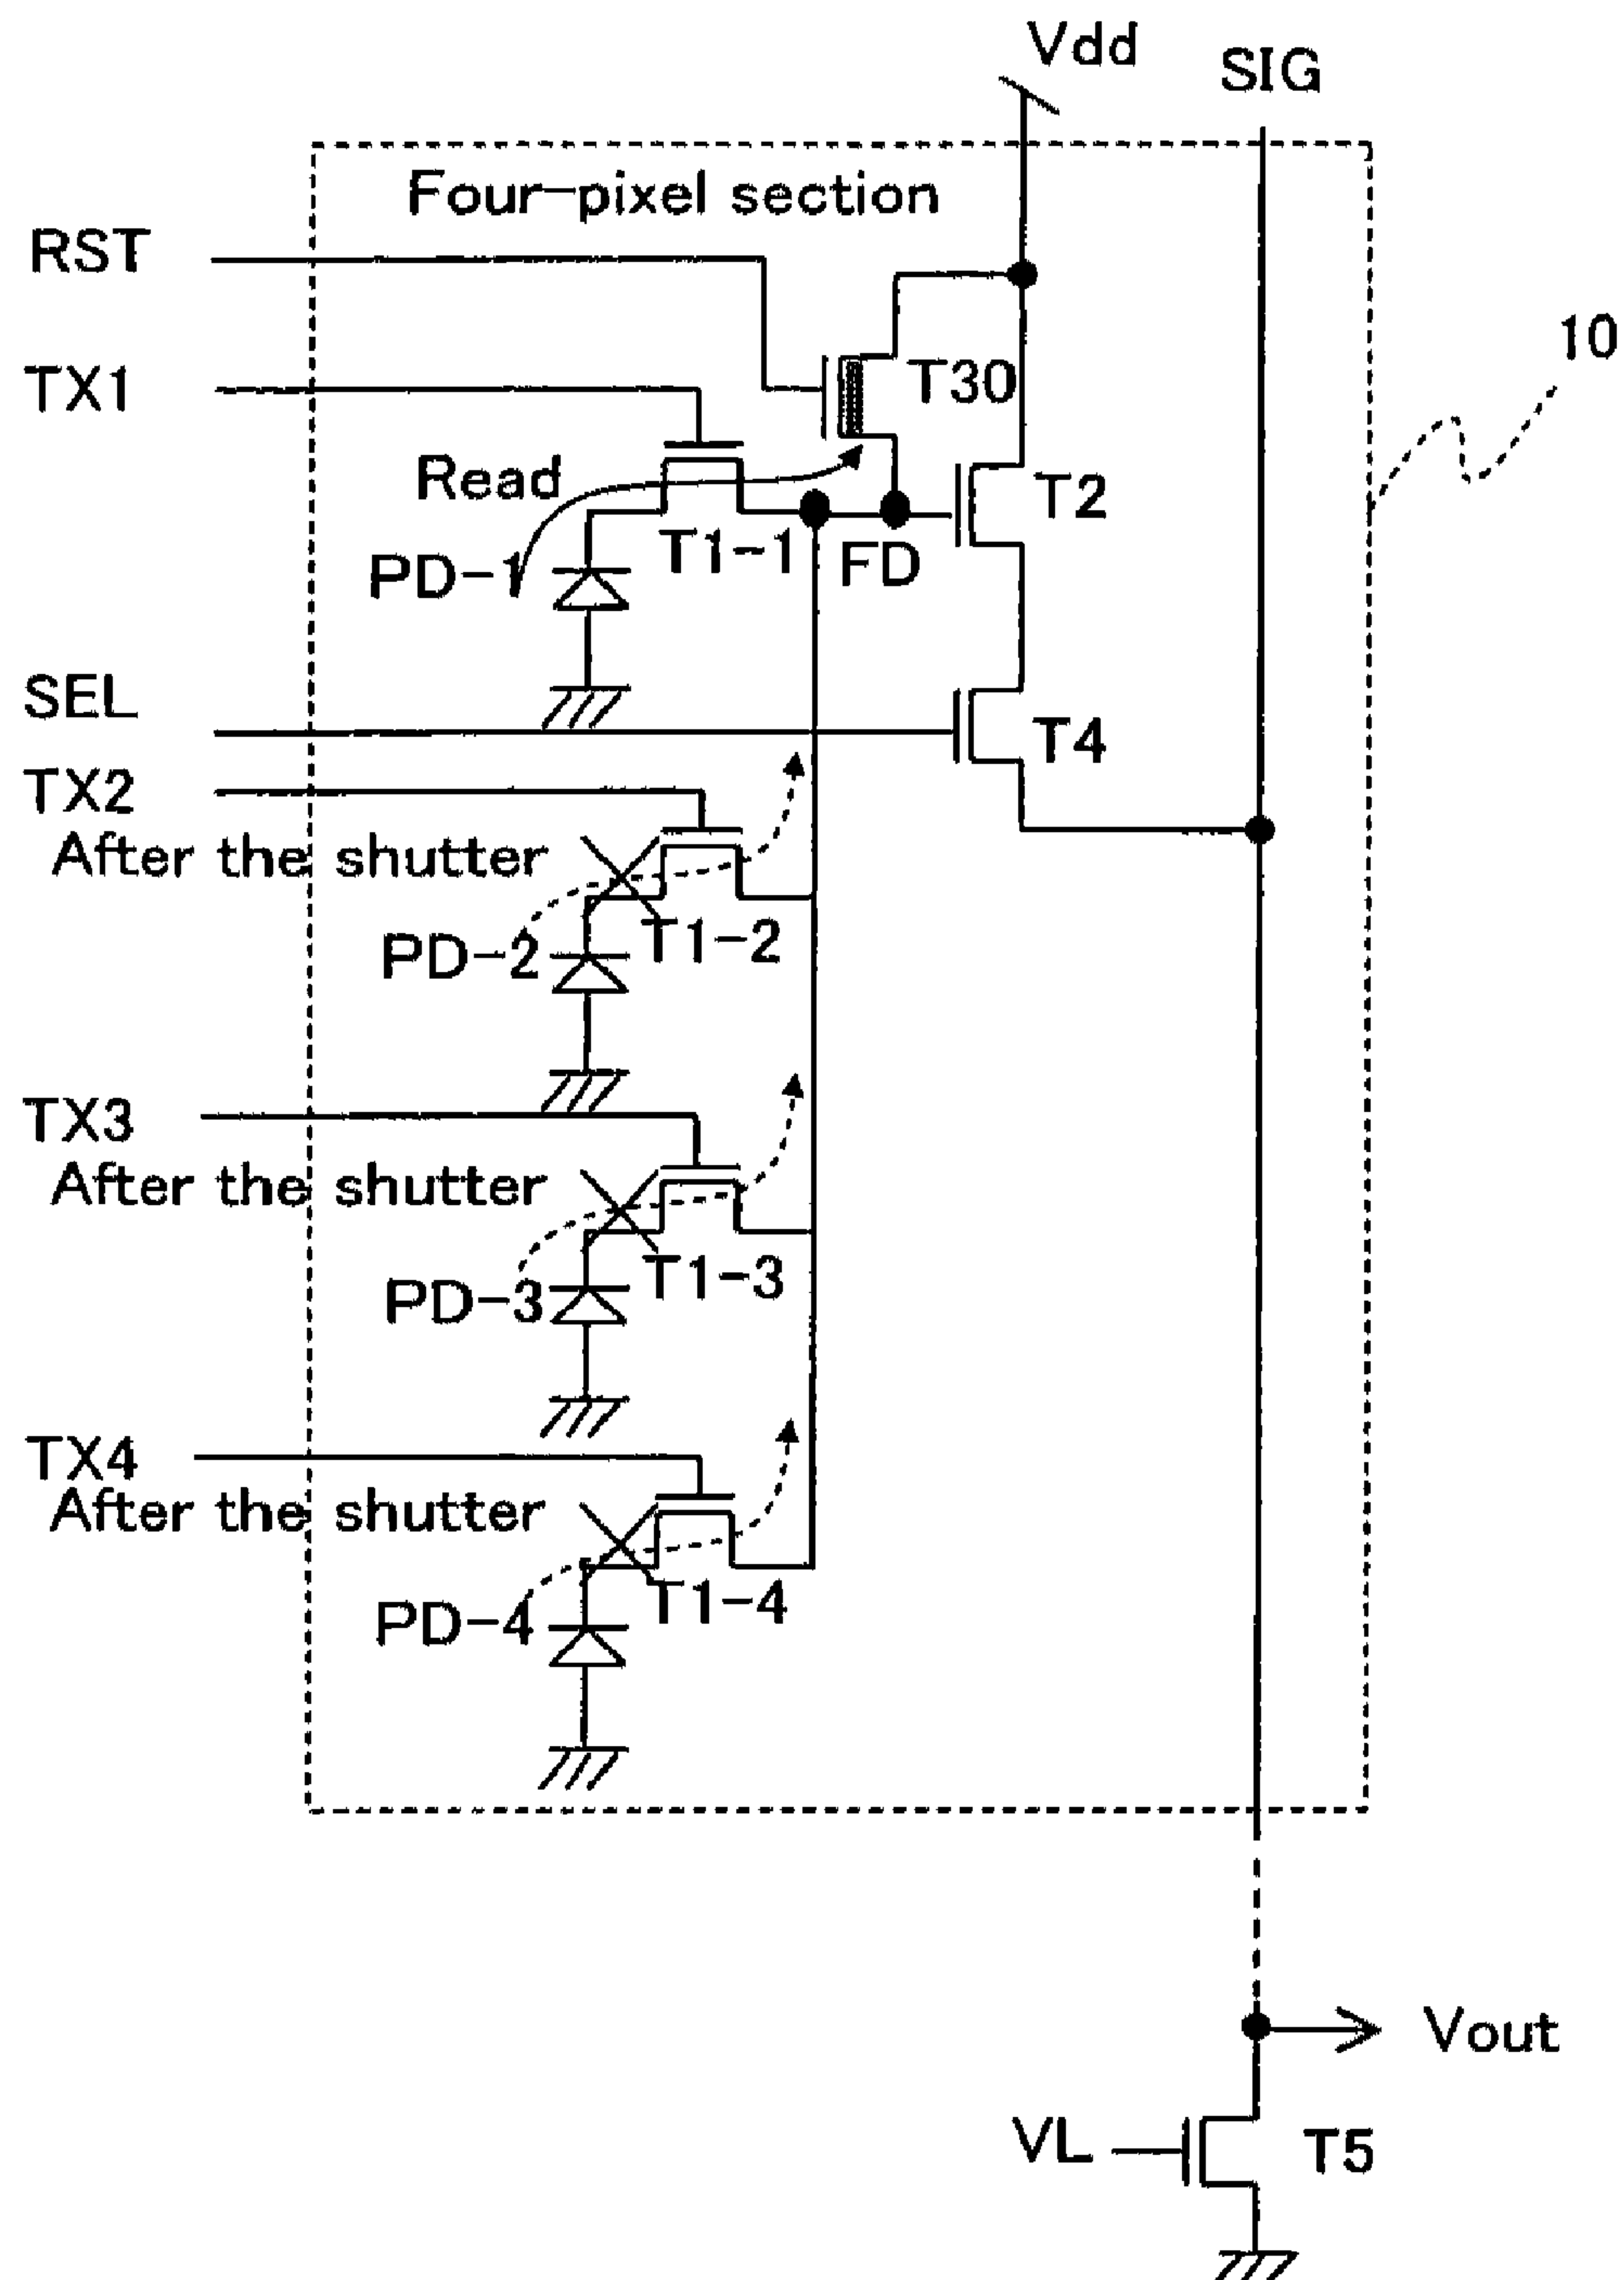 Vdd
SIG
Four-pixel section
RST
10
TX1
T30
Read
T2
T1-1
FD
PD-1
SEL
T4
TX2
After the shutter
T1-2
PD-2
TX3
After the shutter
T1-3
PD-3
TX4
After the shutter
T1-4
PD-4
Vout
VL
T5